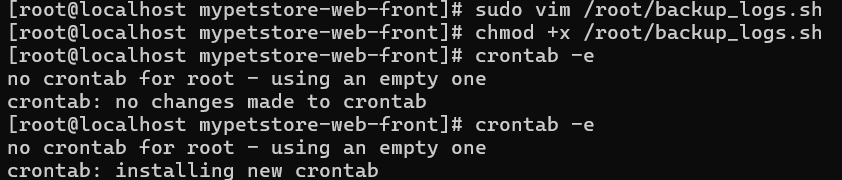 [root@localhost mypetstore-web-front]# sudo vim /root/backup_logs.sh
[root@localhost mypetstore-web-front]# chmod +x /root/backup_logs.sh
[root@localhost mypetstore-web-front]# crontab -e
no crontab for root - using an empty one
crontab: no changes made to crontab
[root@localhost mypetstore-web-front]# crontab -e
no crontab for root - using an empty one
crontab: installing new crontab